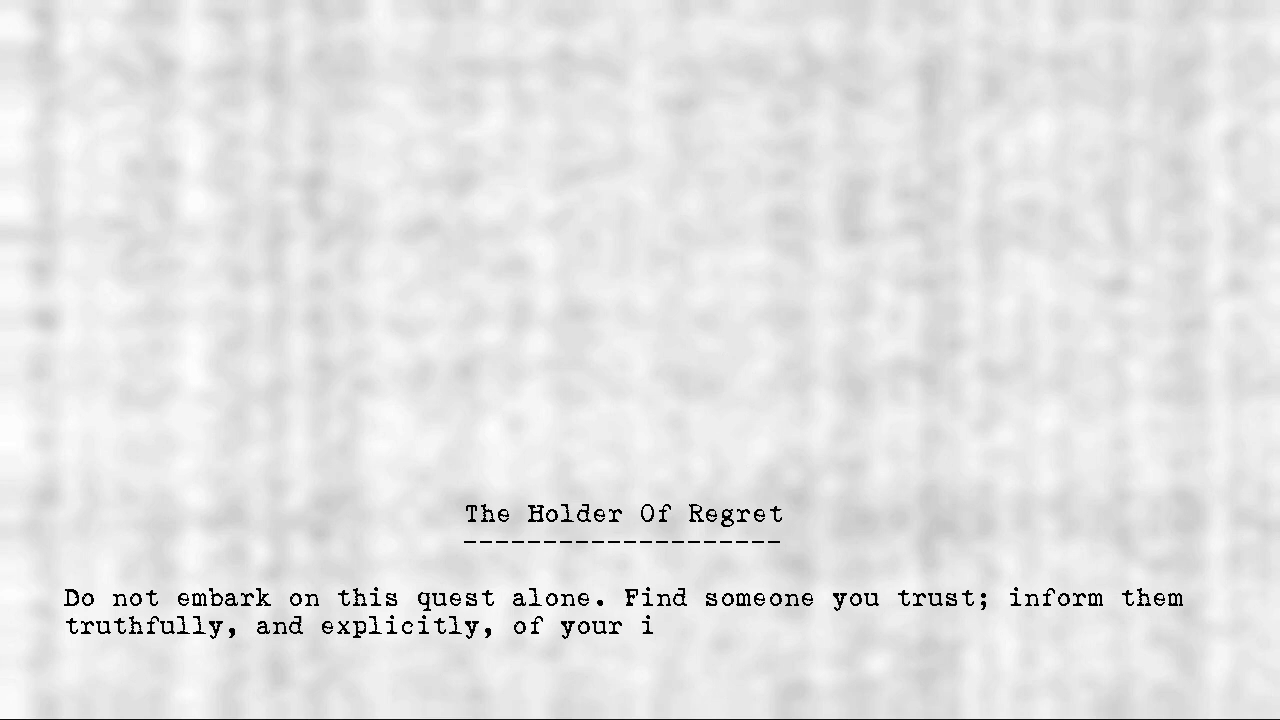 The Holder Of Regret
--------------------
Do not embark on this quest alone. Find someone you trust; inform them
truthfully, and explicitly, of your i